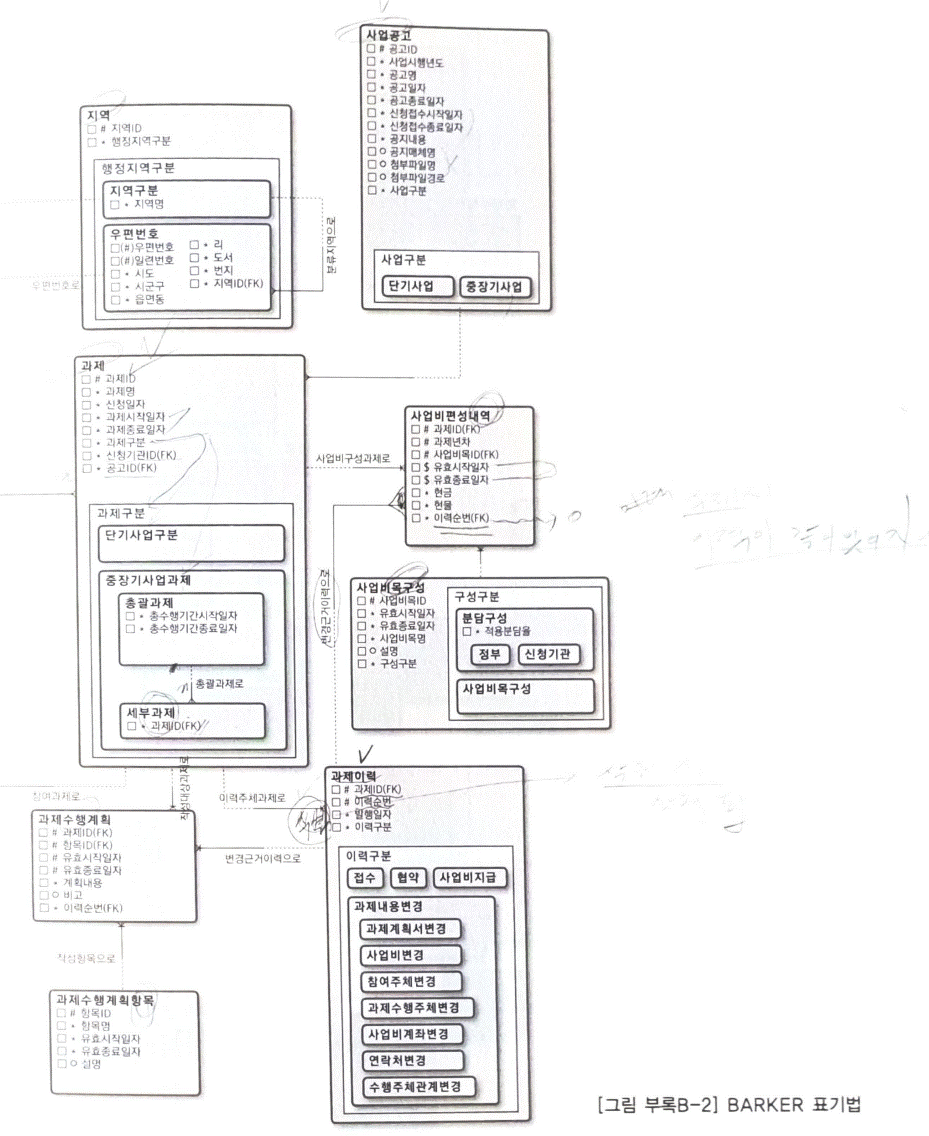 사업공고
# 공고ID
* 사업시행년도
* 공고명
* 공고일자
* 공고종료일자
* 신청접수시작일자
* 신청접수종료일자
* 공지내용
O 공지매체명
O 첨부파일명
O 첨부파일경로
* 사업구분
사업구분
단기사업 중장기사업
지역
# 지역ID
* 행정지역구분
행정지역구분
지역구분
* 지역명
우편번호
(#)우편번호
(#)일련번호
* 시도
* 시군구
* 읍면동
* 리
* 도서
* 번지
* 지역ID(FK)
분류지역으로
우편번호로
과제
# 과제ID
* 과제명
* 신청일자
* 과제시작일자
* 과제종료일자
* 과제구분
* 신청기관ID(FK)
* 공고ID(FK)
과제구분
단기사업구분
중장기사업과제
총괄과제
* 총수행기간시작일자
* 총수행기간종료일자
총괄과제로
세부과제
* 과제ID(FK)
사업비구성과제로
사업비편성내역
# 과제ID(FK)
# 과제년차
# 사업비목ID(FK)
$ 유효시작일자
$ 유효종료일자
* 현금
* 현물
* 이력순번(FK)
변경근거이력으로
사업비목구성
# 사업비목ID
* 유효시작일자
* 유효종료일자
* 사업비목명
O 설명
* 구성구분
구성구분
분담구성
* 적용분담율
정부 신청기관
사업비목구성
참여과제로
작성대상과제로
이력주체과제로
과제이력
# 과제ID(FK)
# 이력순번
* 발행일자
* 이력구분
이력구분
접수 협약 사업비지급
과제내용변경
과제계획서변경
사업비변경
참여주체변경
과제수행주체변경
사업비계좌변경
연락처변경
수행주체관계변경
변경근거이력으로
과제수행계획
# 과제ID(FK)
# 항목ID(FK)
# 유효시작일자
# 유효종료일자
* 계획내용
O 비고
* 이력순번(FK)
작성항목으로
과제수행계획항목
# 항목ID
* 항목명
* 유효시작일자
* 유효종료일자
O 설명
[그림 부록B-2] BARKER 표기법